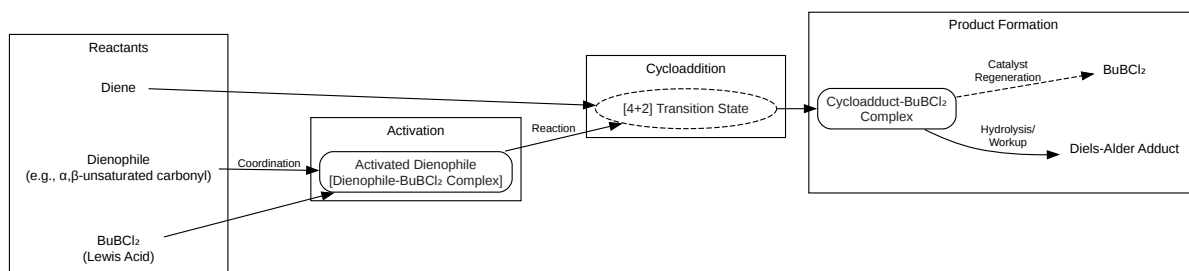 Reactants
Diene
Dienophile
(e.g., α,β-unsaturated carbonyl)
BuBCl₂
(Lewis Acid)
Coordination
Activation
Activated Dienophile
[Dienophile-BuBCl₂ Complex]
Reaction
Cycloaddition
[4+2] Transition State
Product Formation
Cycloadduct-BuBCl₂
Complex
Catalyst
Regeneration
BuBCl₂
Hydrolysis/
Workup
Diels-Alder Adduct